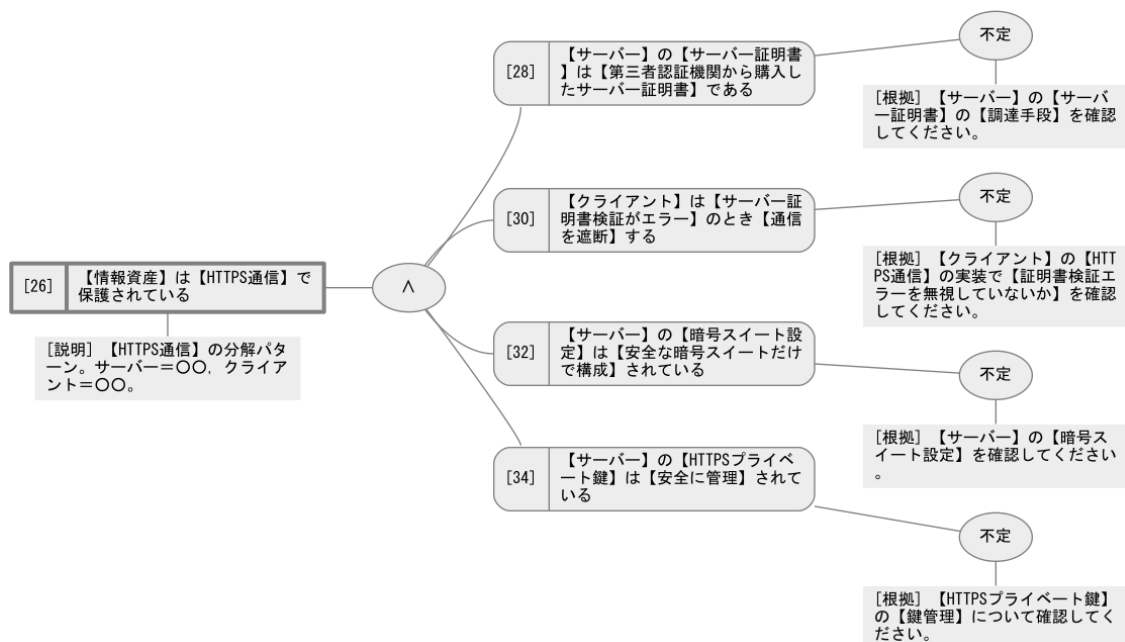 [26]
【情報資産】は【HTTPS通信】で
保護されている
[説明] 【HTTPS通信】の分解パタ
ーン。サーバー＝〇〇，クライア
ント＝〇〇。
∧
[28]
【サーバー】の【サーバー証明書
】は【第三者認証機関から購入し
たサーバー証明書】である
不定
[根拠] 【サーバー】の【サーバ
ー証明書】の【調達手段】を確認
してください。
[30]
【クライアント】は【サーバー証
明書検証がエラー】のとき【通信
を遮断】する
不定
[根拠] 【クライアント】の【HTT
PS通信】の実装で【証明書検証エ
ラーを無視していないか】を確認
してください。
[32]
【サーバー】の【暗号スイート設
定】は【安全な暗号スイートだけ
で構成】されている
不定
[根拠] 【サーバー】の【暗号ス
イート設定】を確認してください
。
[34]
【サーバー】の【HTTPSプライベ
ート鍵】は【安全に管理】されて
いる
不定
[根拠] 【HTTPSプライベート鍵】
の【鍵管理】について確認してく
ださい。